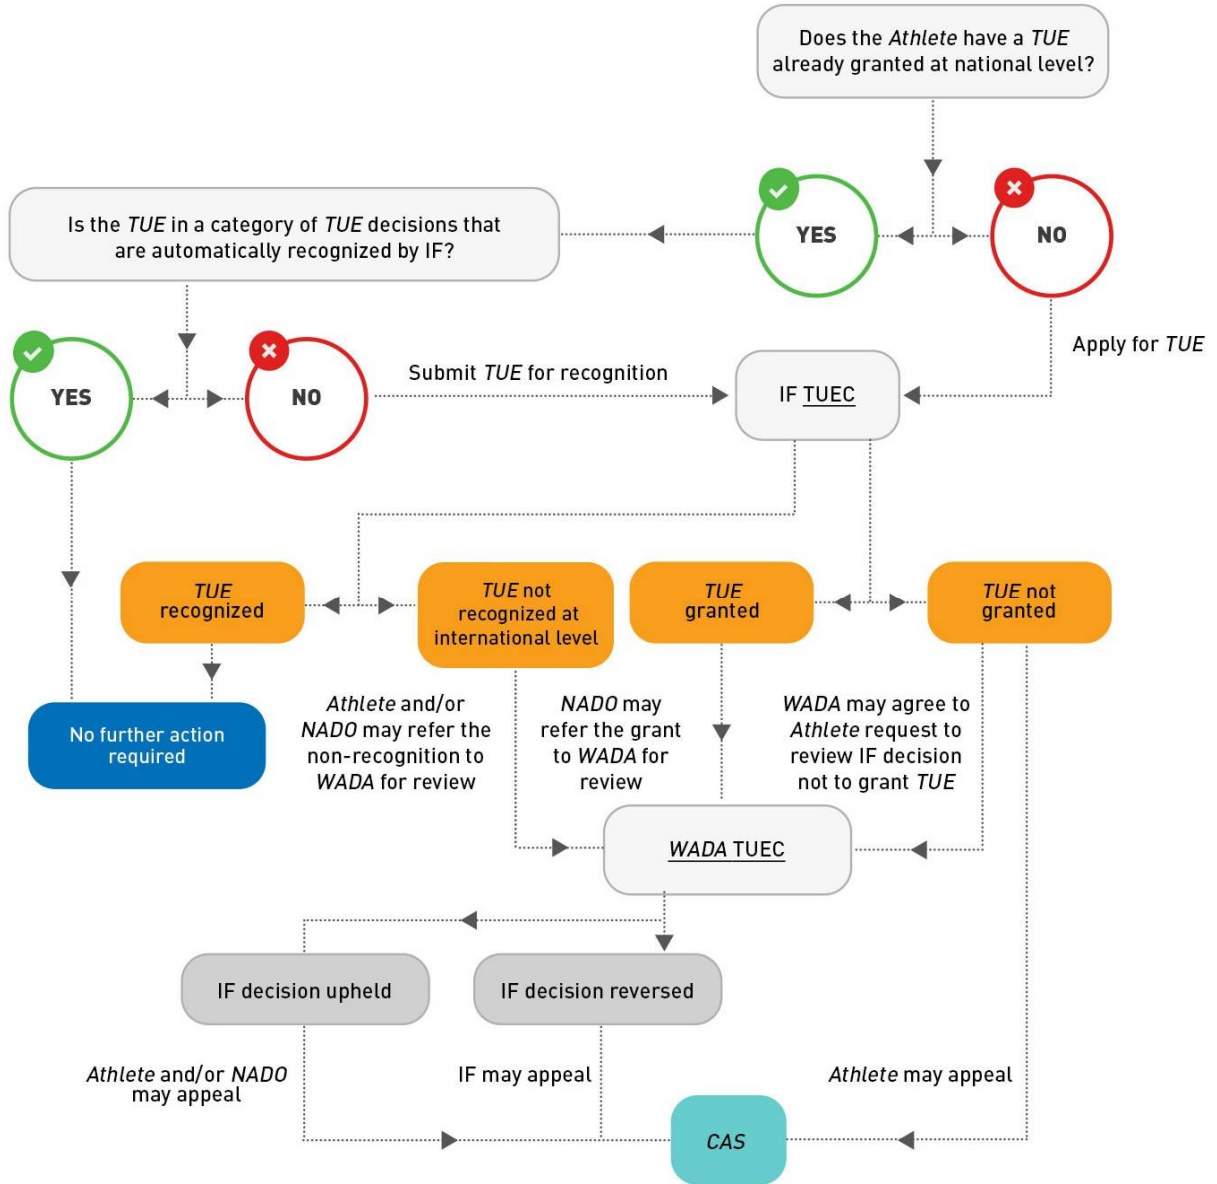 Does the Athlete have a TUE
already granted at national level?
YES
NO
Is the TUE in a category of TUE decisions that
are automatically recognized by IF?
YES
NO
Submit TUE for recognition
Apply for TUE
IF TUEC
TUE
recognized
TUE not
recognized at
international level
TUE
granted
TUE not
granted
No further action
required
Athlete and/or
NADO may refer the
non-recognition to
WADA for review
NADO may
refer the grant
to WADA for
review
WADA may agree to
Athlete request to
review IF decision
not to grant TUE
WADA TUEC
IF decision upheld
IF decision reversed
Athlete and/or NADO
may appeal
IF may appeal
Athlete may appeal
CAS